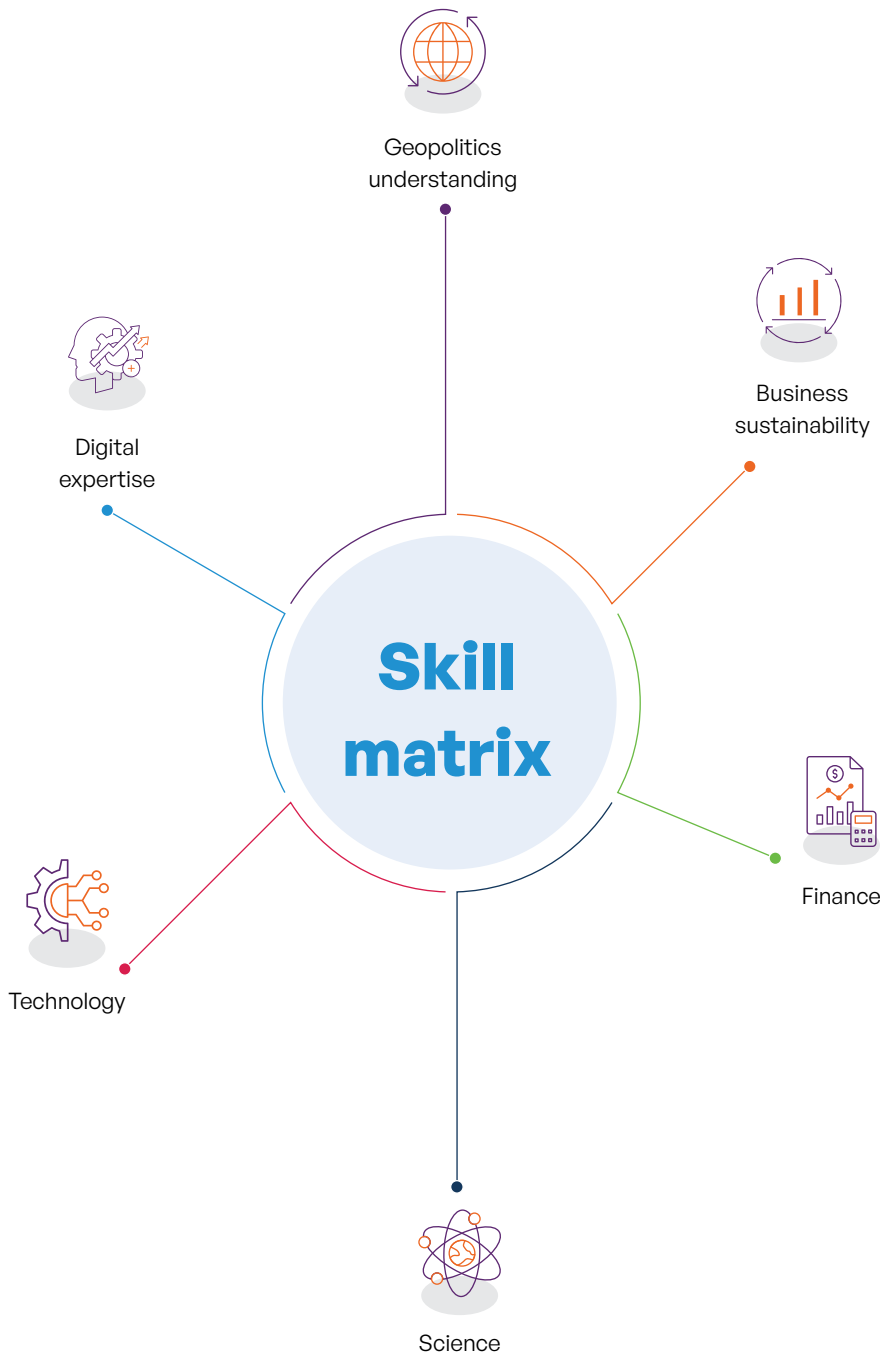 Geopolitics
understanding
Business
sustainability
Digital
expertise
Skill
matrix
$
Finance
Technology
Science